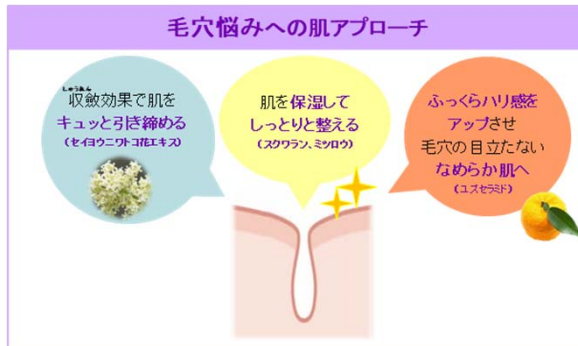 毛穴悩みへの肌アプローチ
しゅうれん
収斂効果で肌を
キュッと引き締める
(セイヨウニワトコ花エキス)
肌を保湿して
しっとりと整える
(スクワラン、ミツロウ)
ふっくらハリ感を
アップさせ
毛穴の目立たない
なめらか肌へ
(ユズセラミド)